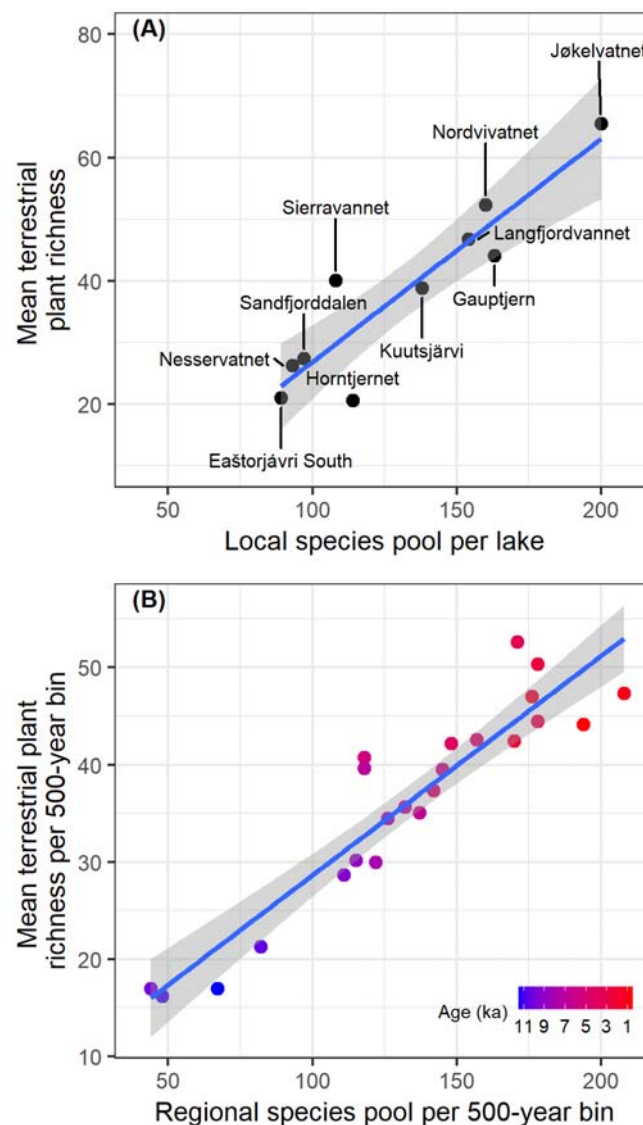 (A)
80
60
40
20
Mean terrestrial
plant richness
Jøkelvatnet
Nordvivatnet
Sierravannet
Langfjordvannet
Sandfjorddalen
Gauptjern
Nesservatnet
Kuutsjärvi
Horntjernet
Eaštorjávri South
50 100 150 200
Local species pool per lake
(B)
50
40
30
20
10
Mean terrestrial plant
richness per 500-year bin
Age (ka)
11 9 7 5 3 1
50 100 150 200
Regional species pool per 500-year bin